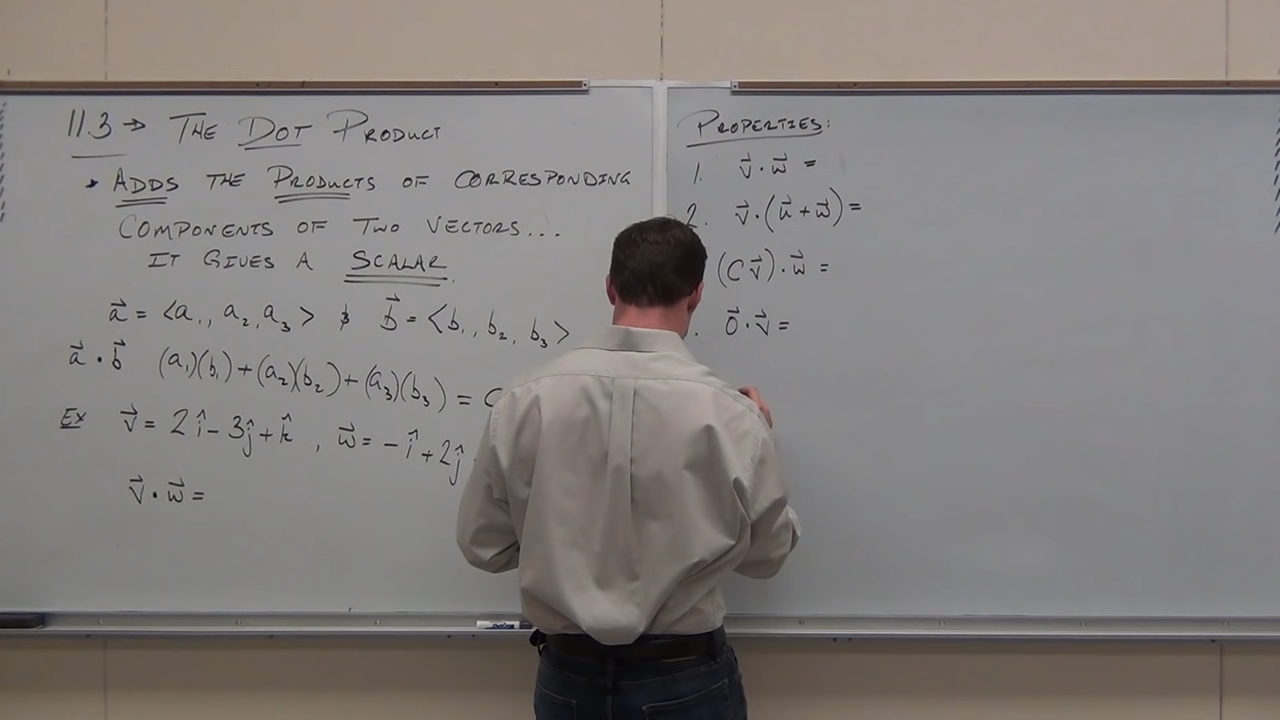 11.3 → THE DOT PRODUCT
• ADDS THE PRODUCTS OF CORRESPONDING
COMPONENTS OF TWO VECTORS...
IT GIVES A SCALAR.
a⃗ = <a₁, a₂, a₃> & b⃗ = <b₁, b₂, b₃>
a⃗ · b⃗ (a₁)(b₁) + (a₂)(b₂) + (a₃)(b₃) = C
EX v⃗ = 2î - 3ĵ + k̂, w⃗ = -î + 2ĵ
v⃗ · w⃗ =
PROPERTIES:
1. v⃗ · w⃗ =
2. v⃗ · (u⃗ + w⃗) =
(C v⃗) · w⃗ =
. 0⃗ · v⃗ =